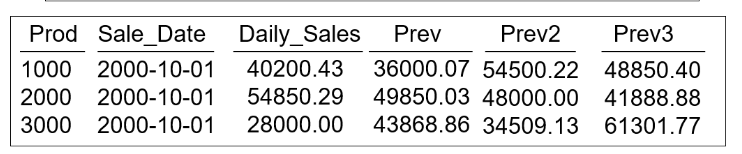 Prod Sale_Date Daily_Sales Prev Prev2 Prev3
1000 2000-10-01 40200.43 36000.07 54500.22 48850.40
2000 2000-10-01 54850.29 49850.03 48000.00 41888.88
3000 2000-10-01 28000.00 43868.86 34509.13 61301.77